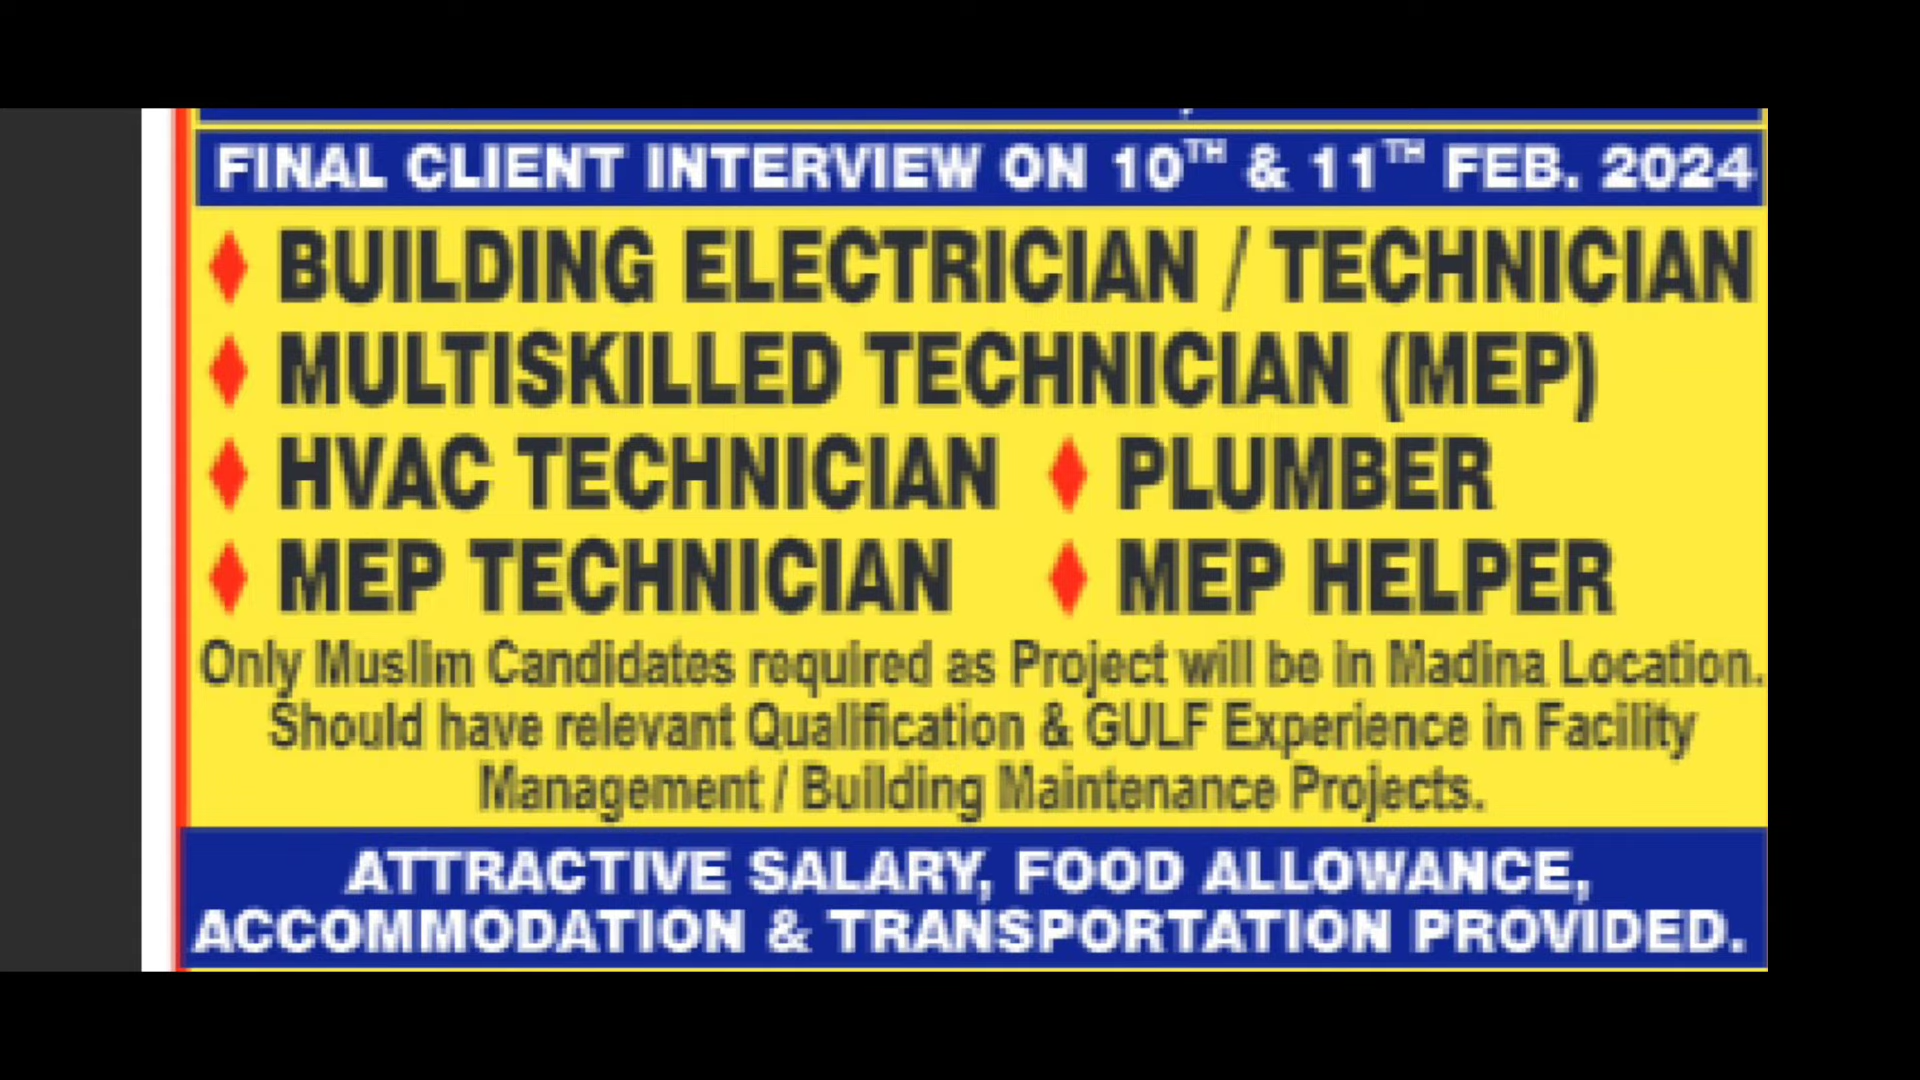 FINAL CLIENT INTERVIEW ON 10TH & 11TH FEB. 2024
BUILDING ELECTRICIAN / TECHNICIAN
MULTISKILLED TECHNICIAN (MEP)
HVAC TECHNICIAN ♦ PLUMBER
MEP TECHNICIAN ♦ MEP HELPER
Only Muslim Candidates required as Project will be in Madina Location.
Should have relevant Qualification & GULF Experience in Facility
Management / Building Maintenance Projects.
ATTRACTIVE SALARY, FOOD ALLOWANCE,
ACCOMMODATION & TRANSPORTATION PROVIDED.